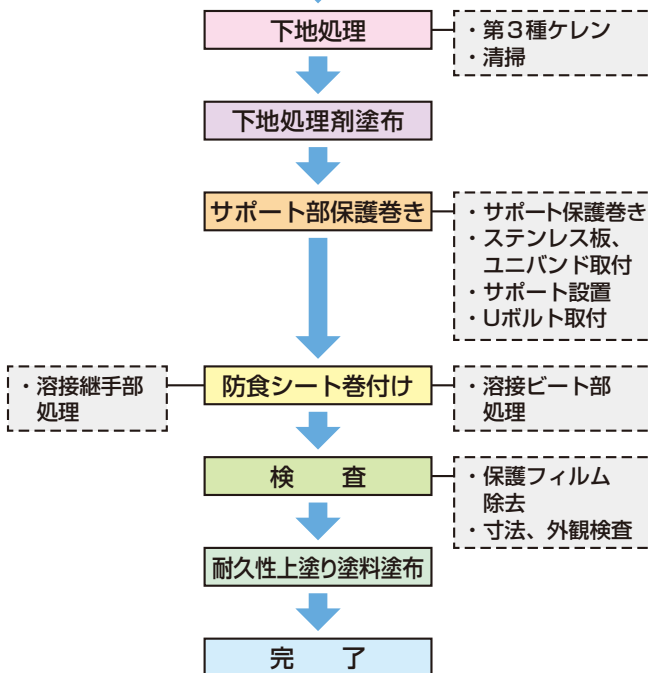 下地処理
・第3種ケレン
・清掃
下地処理剤塗布
サポート部保護巻き
・サポート保護巻き
・ステンレス板、
ユニバンド取付
・サポート設置
・Uボルト取付
・溶接継手部
処理
防食シート巻付け
・溶接ビート部
処理
検　査
・保護フィルム
除去
・寸法、外観検査
耐久性上塗り塗料塗布
完　了